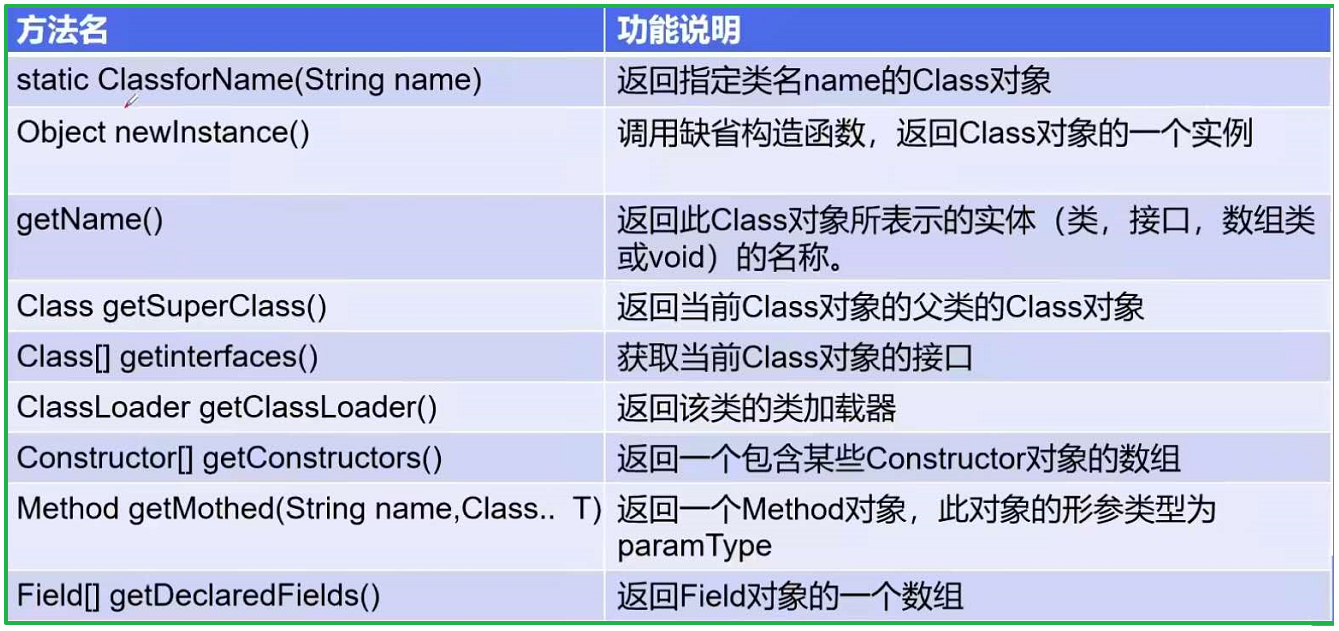 方法名
功能说明
static ClassforName(String name)
返回指定类名name的Class对象
Object newInstance()
调用缺省构造函数，返回Class对象的一个实例
getName()
返回此Class对象所表示的实体（类，接口，数组类
或void）的名称。
Class getSuperClass()
返回当前Class对象的父类的Class对象
Class[] getinterfaces()
获取当前Class对象的接口
ClassLoader getClassLoader()
返回该类的类加载器
Constructor[] getConstructors()
返回一个包含某些Constructor对象的数组
Method getMothed(String name,Class.. T)
返回一个Method对象，此对象的形参类型为
paramType
Field[] getDeclaredFields()
返回Field对象的一个数组